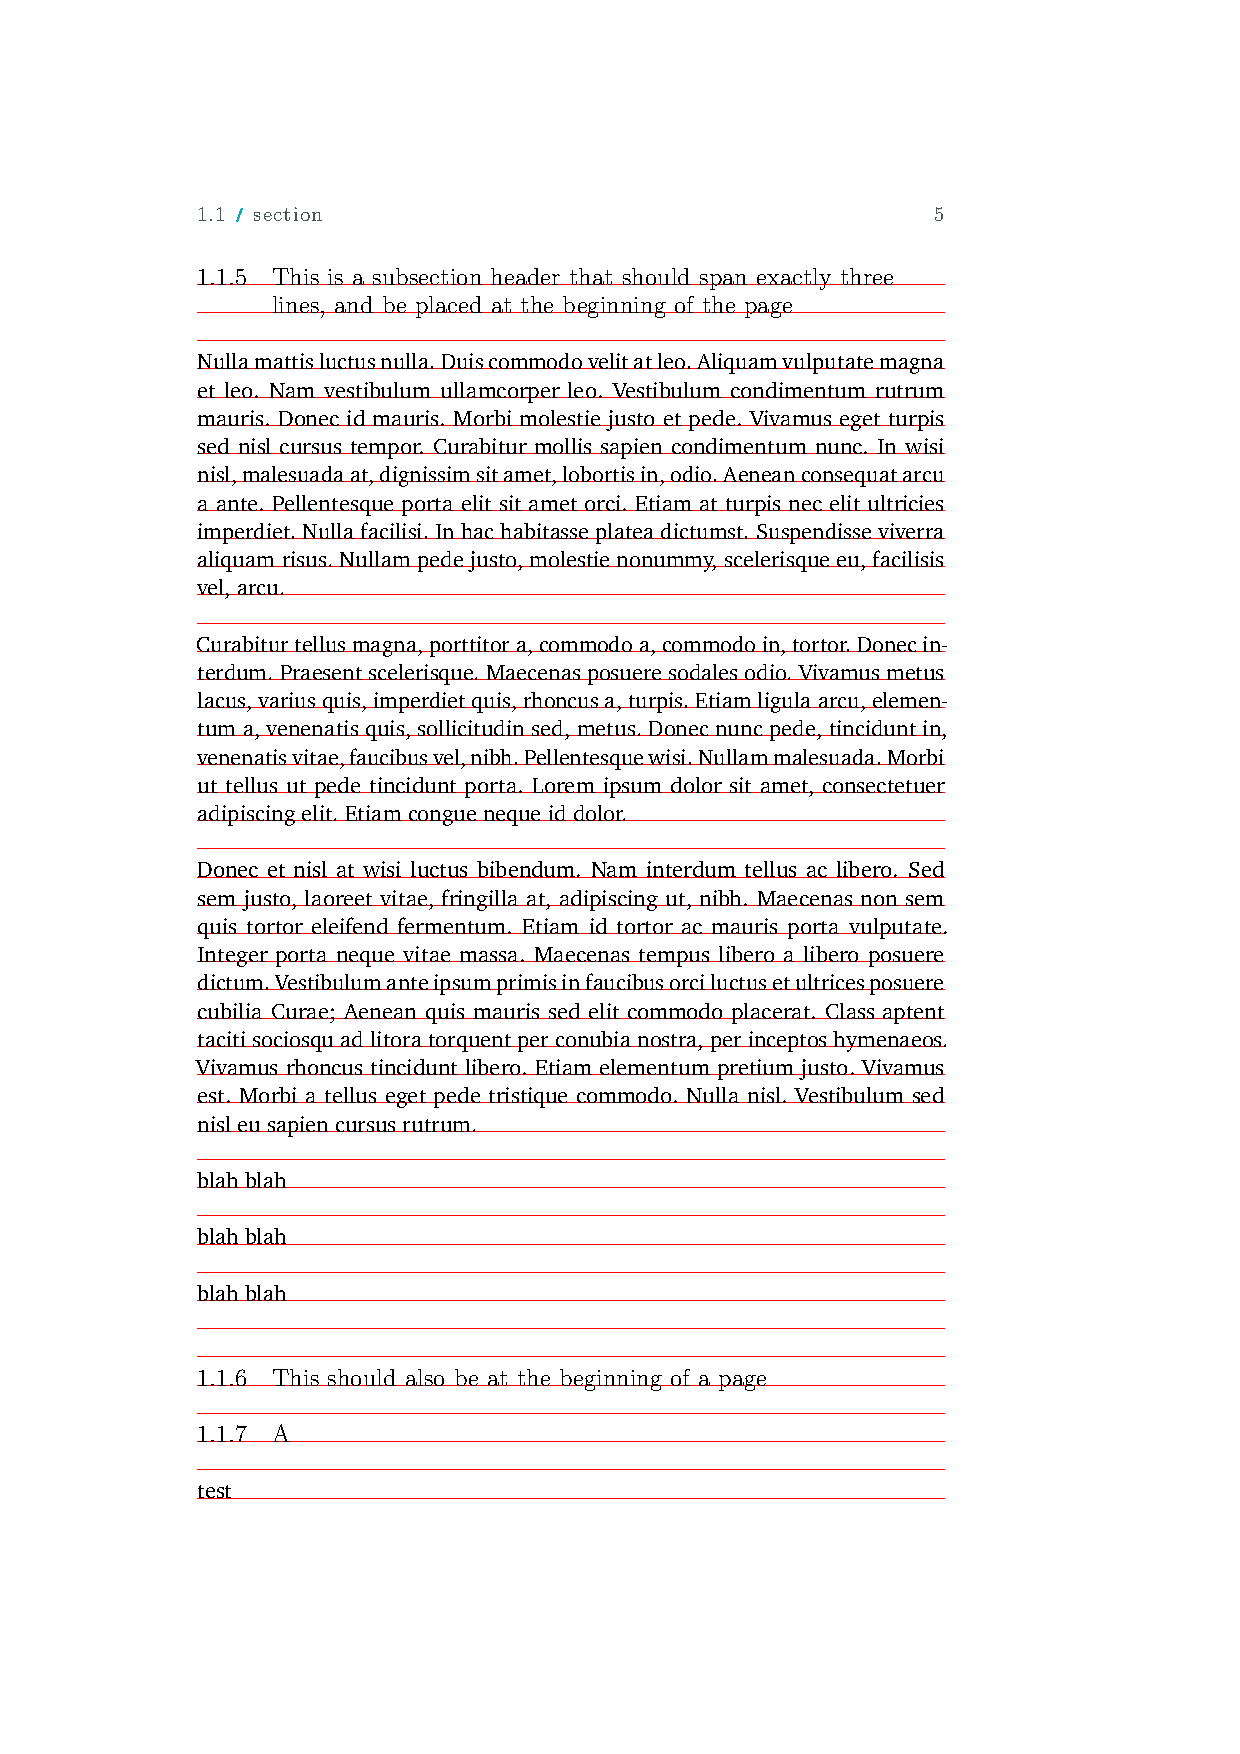 1.1 / section 5
1.1.5 This is a subsection header that should span exactly three
lines, and be placed at the beginning of the page
Nulla mattis luctus nulla. Duis commodo velit at leo. Aliquam vulputate magna
et leo. Nam vestibulum ullamcorper leo. Vestibulum condimentum rutrum
mauris. Donec id mauris. Morbi molestie justo et pede. Vivamus eget turpis
sed nisl cursus tempor. Curabitur mollis sapien condimentum nunc. In wisi
nisl, malesuada at, dignissim sit amet, lobortis in, odio. Aenean consequat arcu
a ante. Pellentesque porta elit sit amet orci. Etiam at turpis nec elit ultricies
imperdiet. Nulla facilisi. In hac habitasse platea dictumst. Suspendisse viverra
aliquam risus. Nullam pede justo, molestie nonummy, scelerisque eu, facilisis
vel, arcu.
Curabitur tellus magna, porttitor a, commodo a, commodo in, tortor. Donec in-
terdum. Praesent scelerisque. Maecenas posuere sodales odio. Vivamus metus
lacus, varius quis, imperdiet quis, rhoncus a, turpis. Etiam ligula arcu, elemen-
tum a, venenatis quis, sollicitudin sed, metus. Donec nunc pede, tincidunt in,
venenatis vitae, faucibus vel, nibh. Pellentesque wisi. Nullam malesuada. Morbi
ut tellus ut pede tincidunt porta. Lorem ipsum dolor sit amet, consectetuer
adipiscing elit. Etiam congue neque id dolor.
Donec et nisl at wisi luctus bibendum. Nam interdum tellus ac libero. Sed
sem justo, laoreet vitae, fringilla at, adipiscing ut, nibh. Maecenas non sem
quis tortor eleifend fermentum. Etiam id tortor ac mauris porta vulputate.
Integer porta neque vitae massa. Maecenas tempus libero a libero posuere
dictum. Vestibulum ante ipsum primis in faucibus orci luctus et ultrices posuere
cubilia Curae; Aenean quis mauris sed elit commodo placerat. Class aptent
taciti sociosqu ad litora torquent per conubia nostra, per inceptos hymenaeos.
Vivamus rhoncus tincidunt libero. Etiam elementum pretium justo. Vivamus
est. Morbi a tellus eget pede tristique commodo. Nulla nisl. Vestibulum sed
nisl eu sapien cursus rutrum.
blah blah
blah blah
blah blah
1.1.6 This should also be at the beginning of a page
1.1.7 A
test